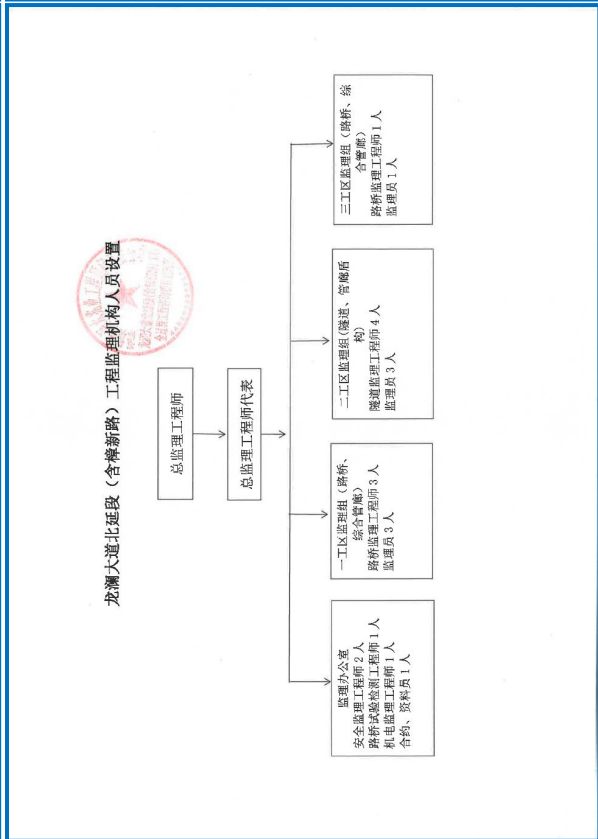 龙澜大道北延段（含樟新路）工程监理机构人员设置
总监理工程师
总监理工程师代表
监理办公室
安全监理工程师2人
路桥试验检测工程师1人
机电监理工程师1人
合约、资料员1人
一工区监理组（路桥、
综合管廊）
路桥监理工程师3人
监理员3人
二工区监理组（隧道、管廊盾
构）
隧道监理工程师4人
监理员3人
三工区监理组（路桥、综
合管廊）
路桥监理工程师1人
监理员1人